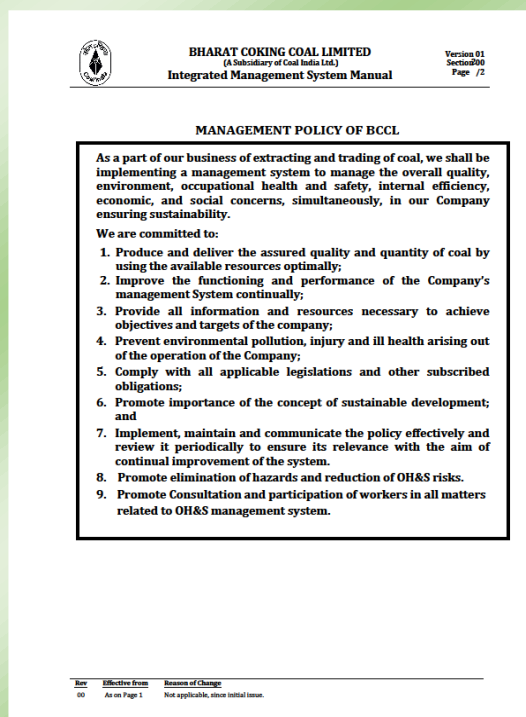 BHARAT COKING COAL LIMITED
(A Subsidiary of Coal India Ltd.)
Integrated Management System Manual
Version 01
Section 00
Page /2
MANAGEMENT POLICY OF BCCL
As a part of our business of extracting and trading of coal, we shall be
implementing a management system to manage the overall quality,
environment, occupational health and safety, internal efficiency,
economic, and social concerns, simultaneously, in our Company
ensuring sustainability.
We are committed to:
1. Produce and deliver the assured quality and quantity of coal by
using the available resources optimally;
2. Improve the functioning and performance of the Company's
management System continually;
3. Provide all information and resources necessary to achieve
objectives and targets of the company;
4. Prevent environmental pollution, injury and ill health arising out
of the operation of the Company;
5. Comply with all applicable legislations and other subscribed
obligations;
6. Promote importance of the concept of sustainable development;
and
7. Implement, maintain and communicate the policy effectively and
review it periodically to ensure its relevance with the aim of
continual improvement of the system.
8. Promote elimination of hazards and reduction of OH&S risks.
9. Promote Consultation and participation of workers in all matters
related to OH&S management system.
Rev Effective from Reason of Change
00 As on Page 1 Not applicable, since initial issue.